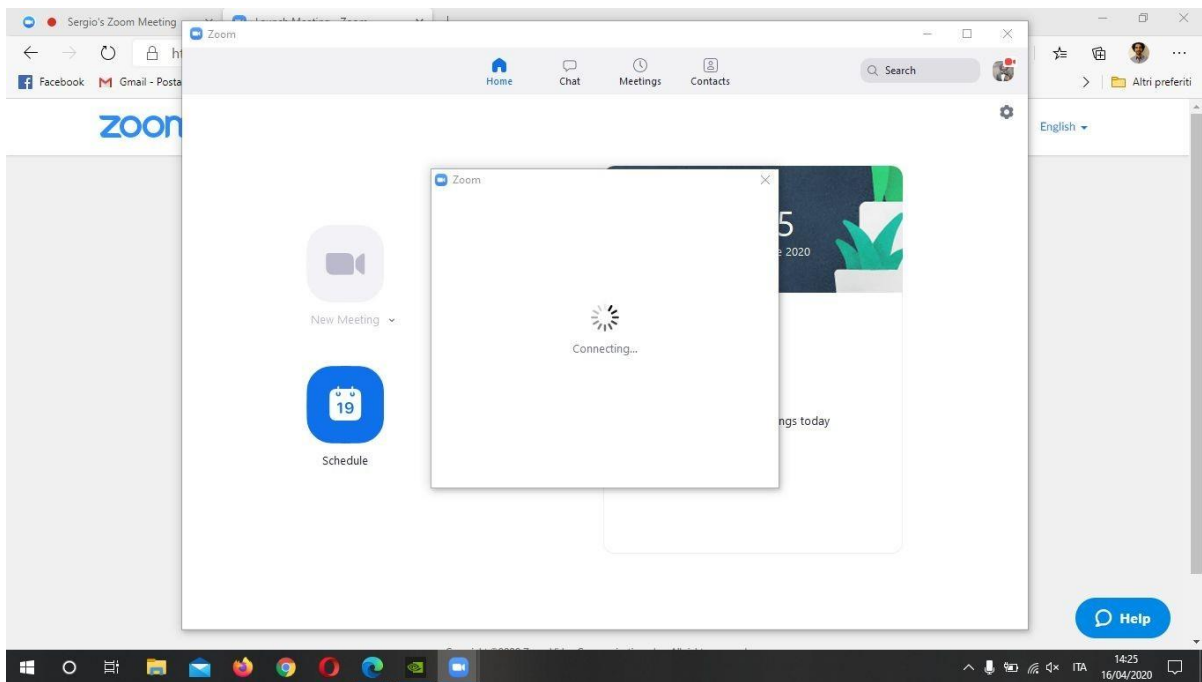 Sergio's Zoom Meeting
Zoom
Facebook
Gmail - Posta
Home
Chat
Meetings
Contacts
Search
Altri preferiti
zoom
English
Zoom
5
2020
New Meeting
Connecting...
19
ngs today
Schedule
Help
ITA
14:25
16/04/2020